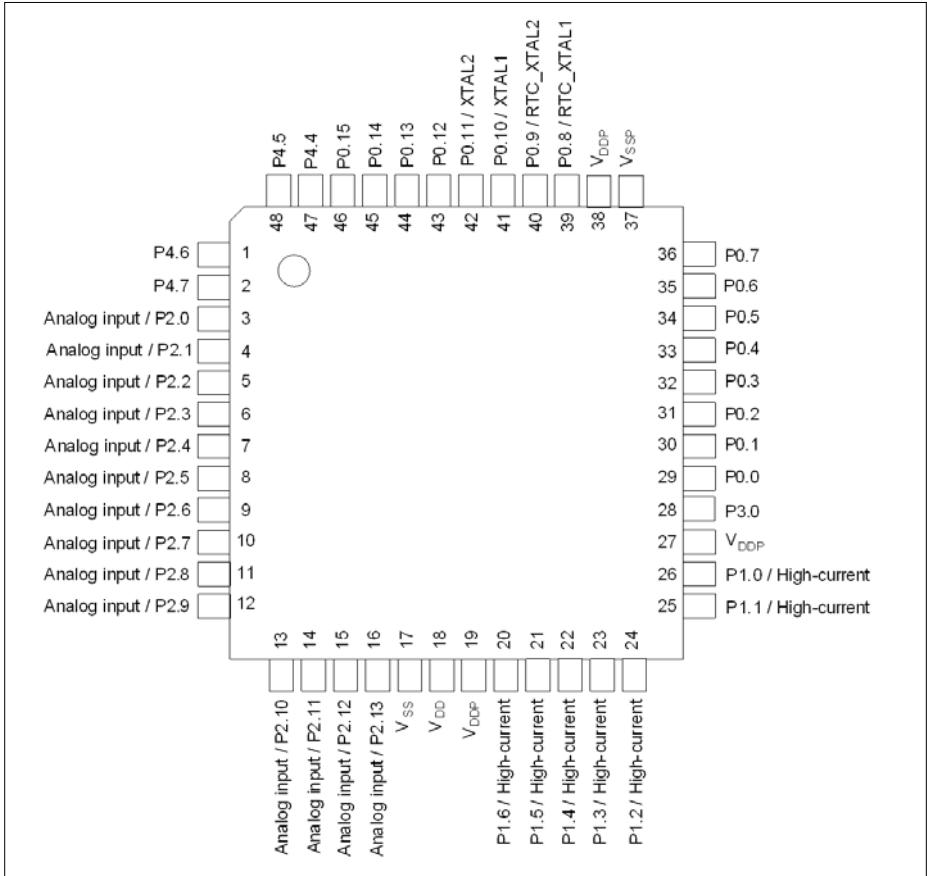 P4.5
P4.4
P0.15
P0.14
P0.13
P0.12
P0.11 / XTAL2
P0.10 / XTAL1
P0.9 / RTC_XTAL2
P0.8 / RTC_XTAL1
VDDP
VSSP
48
47
46
45
44
43
42
41
40
39
38
37
P4.6 1
P4.7 2
Analog input / P2.0 3
Analog input / P2.1 4
Analog input / P2.2 5
Analog input / P2.3 6
Analog input / P2.4 7
Analog input / P2.5 8
Analog input / P2.6 9
Analog input / P2.7 10
Analog input / P2.8 11
Analog input / P2.9 12
36 P0.7
35 P0.6
34 P0.5
33 P0.4
32 P0.3
31 P0.2
30 P0.1
29 P0.0
28 P3.0
27 VDDP
26 P1.0 / High-current
25 P1.1 / High-current
13
14
15
16
17
18
19
20
21
22
23
24
Analog input / P2.10
Analog input / P2.11
Analog input / P2.12
Analog input / P2.13
VSS
VDD
VDDP
P1.6 / High-current
P1.5 / High-current
P1.4 / High-current
P1.3 / High-current
P1.2 / High-current